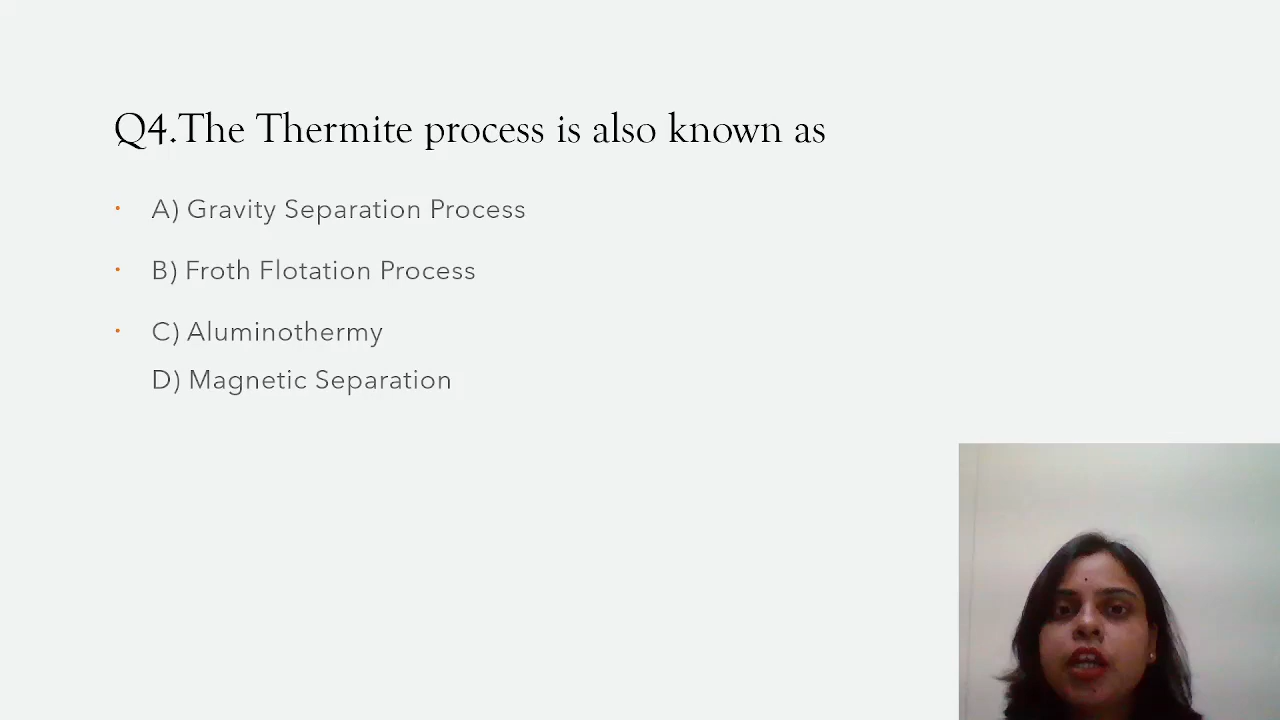 Q4.The Thermite process is also known as
A) Gravity Separation Process
B) Froth Flotation Process
C) Aluminothermy
D) Magnetic Separation